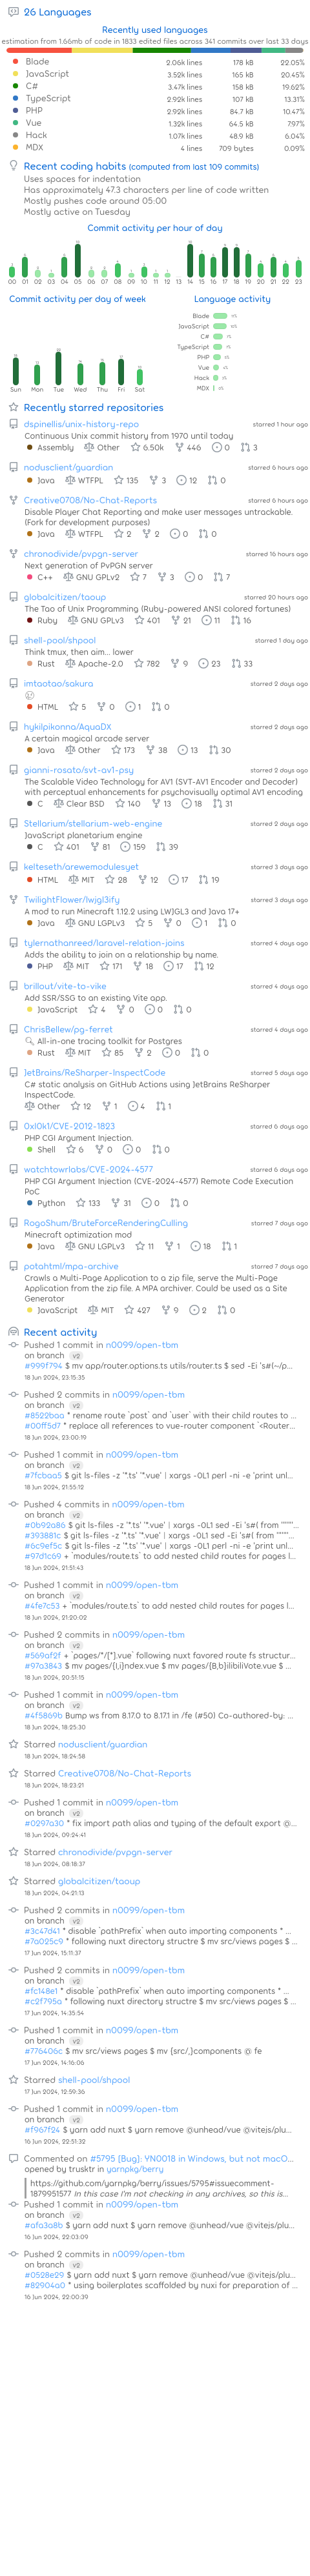 26 Languages
Recently used languages
estimation from 1.66mb of code in 1833 edited files across 341 commits over last 33 days
Blade 2.06k lines 178 kB 22.05%
JavaScript 3.52k lines 165 kB 20.45%
C# 3.47k lines 158 kB 19.62%
TypeScript 2.92k lines 107 kB 13.31%
PHP 2.92k lines 84.7 kB 10.47%
Vue 1.32k lines 64.5 kB 7.97%
Hack 1.07k lines 48.9 kB 6.04%
MDX 4 lines 709 bytes 0.09%
Recent coding habits (computed from last 109 commits)
Uses spaces for indentation
Has approximately 47.3 characters per line of code written
Mostly pushes code around 05:00
Mostly active on Tuesday
Commit activity per hour of day
00 01 02 03 04 05 06 07 08 09 10 11 12 13 14 15 16 17 18 19 20 21 22 23
Commit activity per day of week
Sun Mon Tue Wed Thu Fri Sat
Language activity
Blade
JavaScript
C#
TypeScript
PHP
Vue
Hack
MDX
Recently starred repositories
dspinellis/unix-history-repo starred 1 hour ago
Continuous Unix commit history from 1970 until today
Assembly Other 6.50k 446 0 3
nodusclient/guardian starred 6 hours ago
Java WTFPL 135 3 12 0
Creative0708/No-Chat-Reports starred 6 hours ago
Disable Player Chat Reporting and make user messages untrackable.
(Fork for development purposes)
Java WTFPL 2 2 0 0
chronodivide/pvpgn-server starred 16 hours ago
Next generation of PvPGN server
C++ GNU GPLv2 7 3 0 7
globalcitizen/taoup starred 20 hours ago
The Tao of Unix Programming (Ruby-powered ANSI colored fortunes)
Ruby GNU GPLv3 401 21 11 16
shell-pool/shpool starred 1 day ago
Think tmux, then aim... lower
Rust Apache-2.0 782 9 23 33
imtaotao/sakura starred 2 days ago
HTML 5 0 1 0
hykilpikonna/AquaDX starred 2 days ago
A certain magical arcade server
Java Other 173 38 13 30
gianni-rosato/svt-av1-psy starred 2 days ago
The Scalable Video Technology for AV1 (SVT-AV1 Encoder and Decoder)
with perceptual enhancements for psychovisually optimal AV1 encoding
C Clear BSD 140 13 18 31
Stellarium/stellarium-web-engine starred 2 days ago
JavaScript planetarium engine
C 401 81 159 39
kelteseth/arewemodulesyet starred 3 days ago
HTML MIT 28 12 17 19
TwilightFlower/lwjgl3ify starred 3 days ago
A mod to run Minecraft 1.12.2 using LWJGL3 and Java 17+
Java GNU LGPLv3 5 0 1 0
tylernathanreed/laravel-relation-joins starred 4 days ago
Adds the ability to join on a relationship by name.
PHP MIT 171 18 17 12
brillout/vite-to-vike starred 4 days ago
Add SSR/SSG to an existing Vite app.
JavaScript 4 0 0 0
ChrisBellew/pg-ferret starred 4 days ago
All-in-one tracing toolkit for Postgres
Rust MIT 85 2 0 0
JetBrains/ReSharper-InspectCode starred 5 days ago
C# static analysis on GitHub Actions using JetBrains ReSharper
InspectCode.
Other 12 1 4 1
0xl0k1/CVE-2012-1823 starred 6 days ago
PHP CGI Argument Injection.
Shell 6 0 0 0
watchtowrlabs/CVE-2024-4577 starred 6 days ago
PHP CGI Argument Injection (CVE-2024-4577) Remote Code Execution
PoC
Python 133 31 0 0
RogoShum/BruteForceRenderingCulling starred 7 days ago
Minecraft optimization mod
Java GNU LGPLv3 11 1 18 1
potahtml/mpa-archive starred 7 days ago
Crawls a Multi-Page Application to a zip file, serve the Multi-Page
Application from the zip file. A MPA archiver. Could be used as a Site
Generator
JavaScript MIT 427 9 2 0
Recent activity
Pushed 1 commit in n0099/open-tbm
on branch v2
#999f794 $ mv app/router.options.ts utils/router.ts $ sed -Ei 's#(~/p...
18 Jun 2024, 23:15:35
Pushed 2 commits in n0099/open-tbm
on branch v2
#8522baa * rename route `post` and `user` with their child routes to ...
#00ff5d7 * replace all references to vue-router component `<Router...
18 Jun 2024, 23:00:19
Pushed 1 commit in n0099/open-tbm
on branch v2
#7fcbaa5 $ git ls-files -z '*.ts' '*.vue' | xargs -0L1 perl -ni -e 'print unl...
18 Jun 2024, 21:55:12
Pushed 4 commits in n0099/open-tbm
on branch v2
#0b92a86 $ git ls-files -z '*.ts' '*.vue' | xargs -0L1 sed -Ei 's#( from '"'"'"...
#393881c $ git ls-files -z '*.ts' '*.vue' | xargs -0L1 sed -Ei 's#( from '"'"'"...
#6c9ef5c $ git ls-files -z '*.ts' '*.vue' | xargs -0L1 perl -ni -e 'print unl...
#97d1c69 + `modules/route.ts` to add nested child routes for pages l...
18 Jun 2024, 21:51:43
Pushed 1 commit in n0099/open-tbm
on branch v2
#4fe7c53 + `modules/route.ts` to add nested child routes for pages l...
18 Jun 2024, 21:20:02
Pushed 2 commits in n0099/open-tbm
on branch v2
#569af2f + `pages/*/[*].vue` following nuxt favored route fs structur...
#97a3843 $ mv pages/{I,i}ndex.vue $ mv pages/{B,b}ilibiliVote.vue $ ...
18 Jun 2024, 20:51:15
Pushed 1 commit in n0099/open-tbm
on branch v2
#4f5869b Bump ws from 8.17.0 to 8.17.1 in /fe (#50) Co-authored-by: ...
18 Jun 2024, 18:25:30
Starred nodusclient/guardian
18 Jun 2024, 18:24:58
Starred Creative0708/No-Chat-Reports
18 Jun 2024, 18:23:21
Pushed 1 commit in n0099/open-tbm
on branch v2
#0297a30 * fix import path alias and typing of the default export @...
18 Jun 2024, 09:24:41
Starred chronodivide/pvpgn-server
18 Jun 2024, 08:18:37
Starred globalcitizen/taoup
18 Jun 2024, 04:21:13
Pushed 2 commits in n0099/open-tbm
on branch v2
#3c47d41 * disable `pathPrefix` when auto importing components * ...
#7a025c9 * following nuxt directory structre $ mv src/views pages $ ...
17 Jun 2024, 15:11:37
Pushed 2 commits in n0099/open-tbm
on branch v2
#fc148e1 * disable `pathPrefix` when auto importing components * ...
#c2f795a * following nuxt directory structre $ mv src/views pages $ ...
17 Jun 2024, 14:35:54
Pushed 1 commit in n0099/open-tbm
on branch v2
#776406c $ mv src/views pages $ mv {src/,}components @ fe
17 Jun 2024, 14:16:06
Starred shell-pool/shpool
17 Jun 2024, 12:59:36
Pushed 1 commit in n0099/open-tbm
on branch v2
#f967f24 $ yarn add nuxt $ yarn remove @unhead/vue @vitejs/plu...
16 Jun 2024, 22:51:32
Commented on #5795 [Bug]: YN0018 in Windows, but not macO...
opened by trusktr in yarnpkg/berry
https://github.com/yarnpkg/berry/issues/5795#issuecomment-
1879951577 In this case I'm not checking in any archives, so this is...
Pushed 1 commit in n0099/open-tbm
on branch v2
#afa3a8b $ yarn add nuxt $ yarn remove @unhead/vue @vitejs/plu...
16 Jun 2024, 22:03:09
Pushed 2 commits in n0099/open-tbm
on branch v2
#0528e29 $ yarn add nuxt $ yarn remove @unhead/vue @vitejs/plu...
#82904a0 * using boilerplates scaffolded by nuxi for preparation of ...
16 Jun 2024, 22:00:39